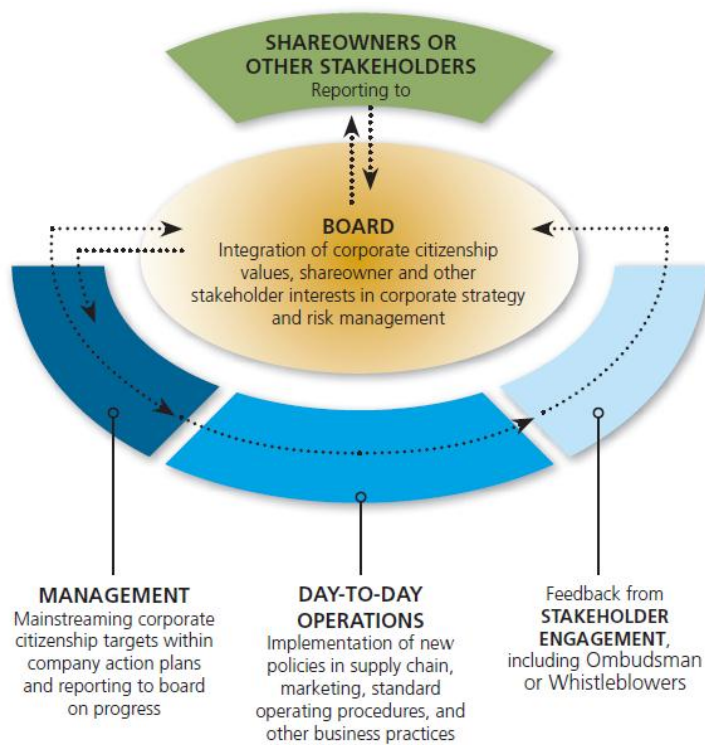 SHAREOWNERS OR
OTHER STAKEHOLDERS
Reporting to
BOARD
Integration of corporate citizenship
values, shareowner and other
stakeholder interests in corporate strategy
and risk management
MANAGEMENT
Mainstreaming corporate
citizenship targets within
company action plans
and reporting to board
on progress
DAY-TO-DAY
OPERATIONS
Implementation of new
policies in supply chain,
marketing, standard
operating procedures, and
other business practices
Feedback from
STAKEHOLDER
ENGAGEMENT,
including Ombudsman
or Whistleblowers